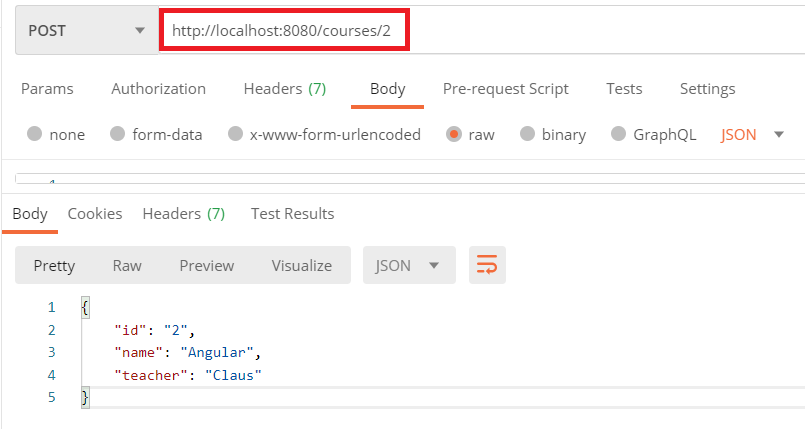 POST http://localhost:8080/courses/2
Params Authorization Headers (7) Body Pre-request Script Tests Settings
none form-data x-www-form-urlencoded raw binary GraphQL JSON
Body Cookies Headers (7) Test Results
Pretty Raw Preview Visualize JSON
1 {
2 "id": "2",
3 "name": "Angular",
4 "teacher": "Claus"
5 }